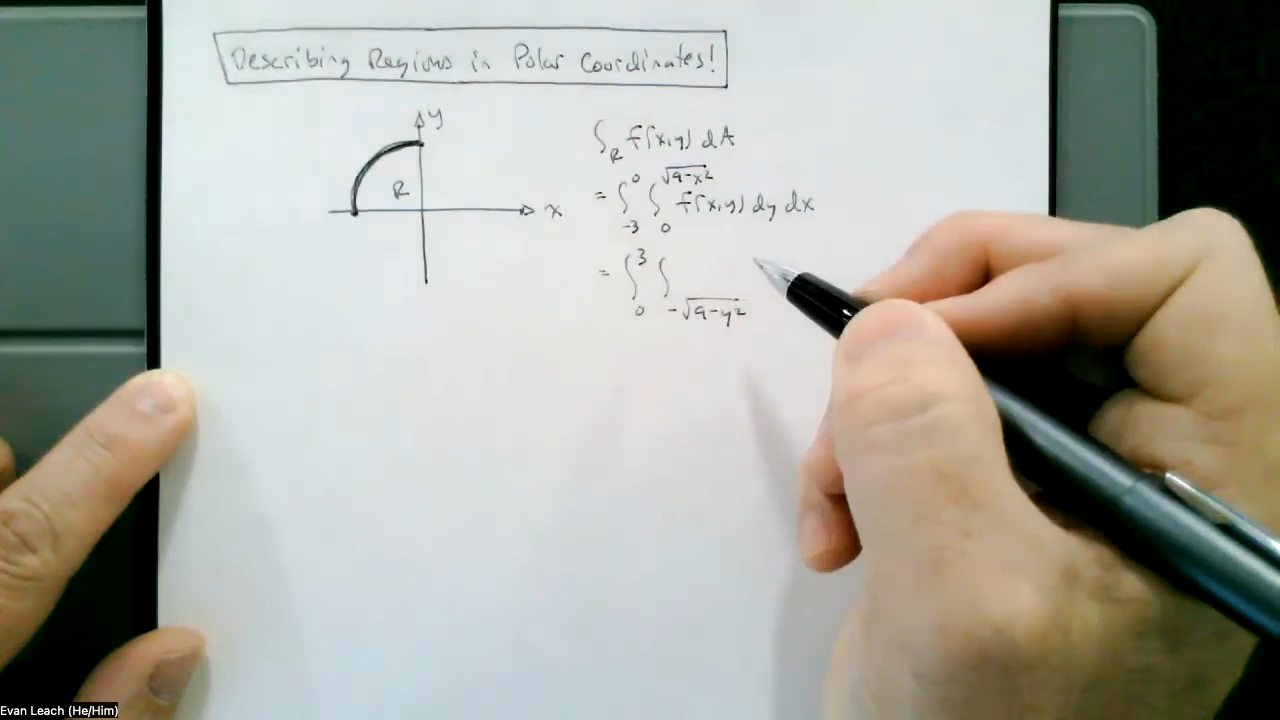 Describing Regions in Polar Coordinates!
y
R
x
∫_R f(x,y) dA
= ∫_{-3}^{0} ∫_{0}^{√(9-x²)} f(x,y) dy dx
= ∫_{0}^{3} ∫_{-√(9-y²)}
Evan Leach (He/Him)